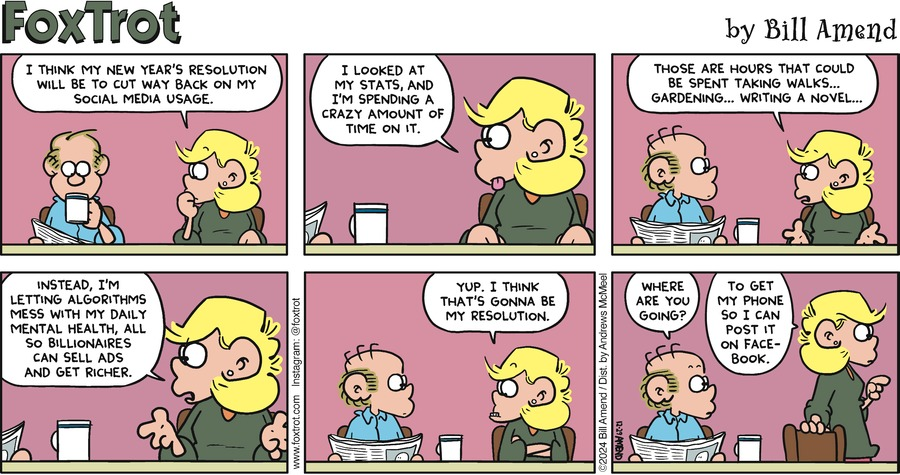 FoxTrot
by Bill Amend
I THINK MY NEW YEAR'S RESOLUTION
WILL BE TO CUT WAY BACK ON MY
SOCIAL MEDIA USAGE.
I LOOKED AT
MY STATS, AND
I'M SPENDING A
CRAZY AMOUNT OF
TIME ON IT.
THOSE ARE HOURS THAT COULD
BE SPENT TAKING WALKS...
GARDENING... WRITING A NOVEL...
INSTEAD, I'M
LETTING ALGORITHMS
MESS WITH MY DAILY
MENTAL HEALTH, ALL
SO BILLIONAIRES
CAN SELL ADS
AND GET RICHER.
www.foxtrot.com Instagram: @foxtrot
YUP. I THINK
THAT'S GONNA BE
MY RESOLUTION.
©2024 Bill Amend / Dist. by Andrews McMeel
WHERE
ARE YOU
GOING?
TO GET
MY PHONE
SO I CAN
POST IT
ON FACE-
BOOK.
12-29 AMEND